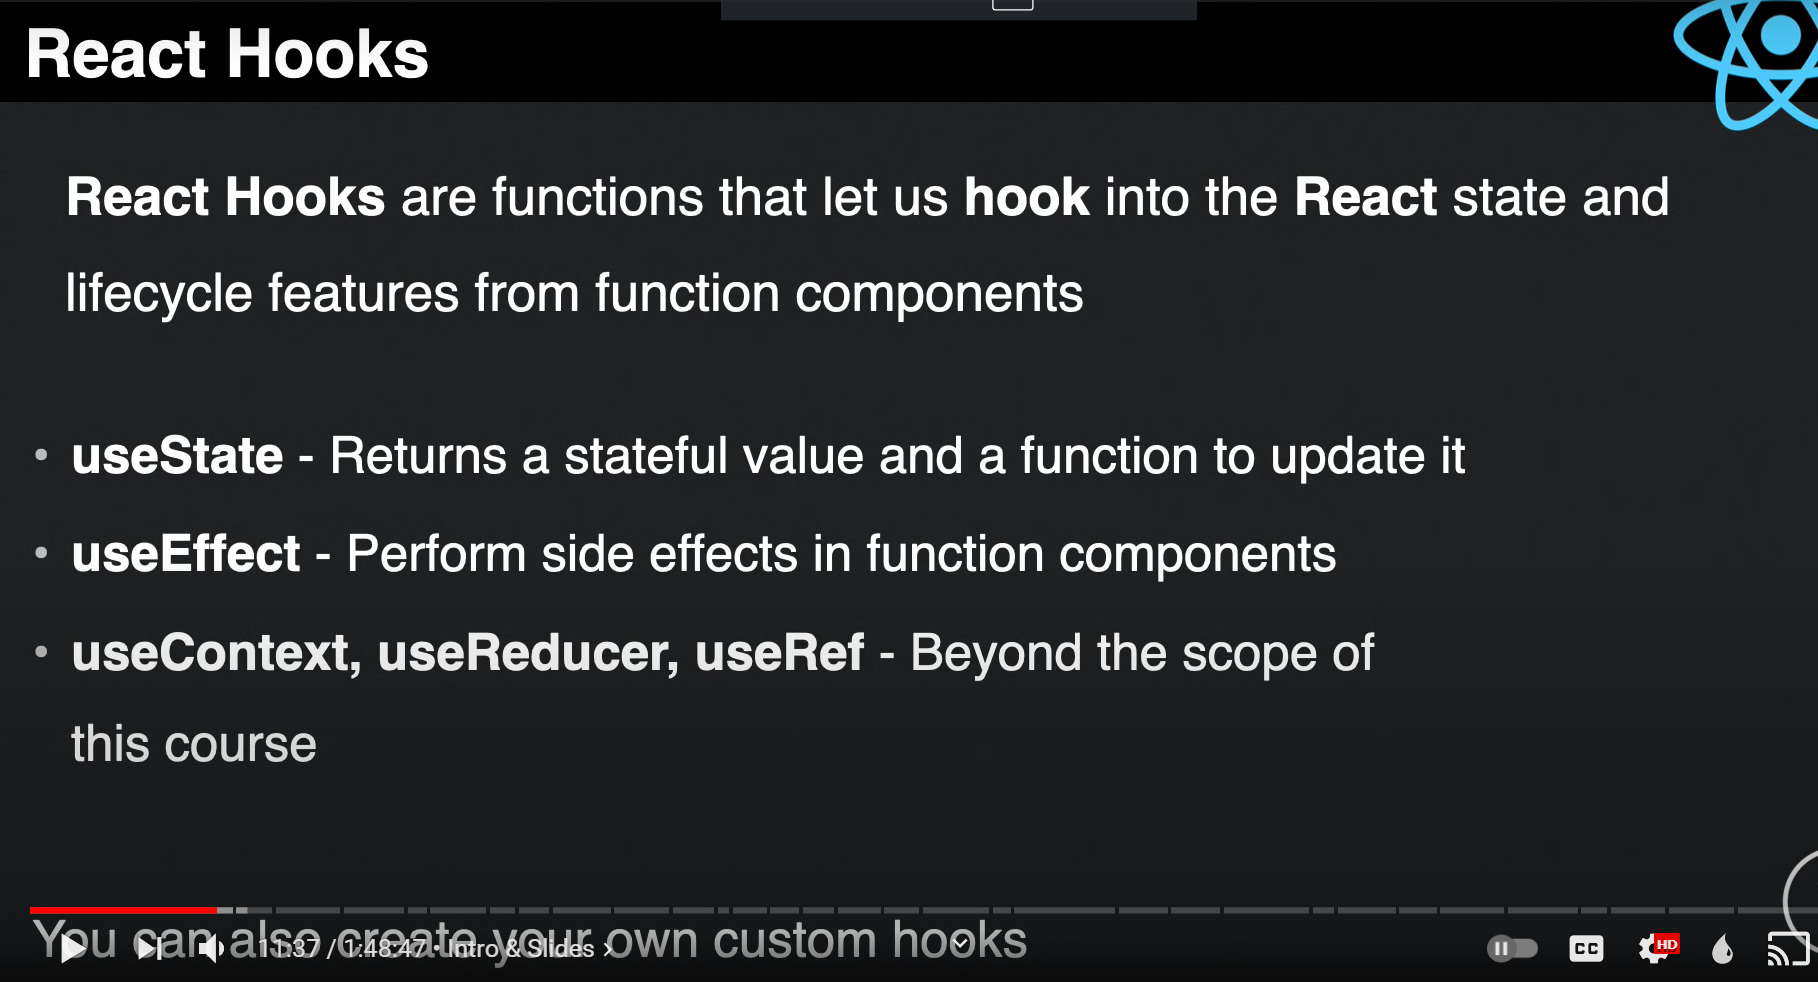 React Hooks
React Hooks are functions that let us hook into the React state and
lifecycle features from function components
• useState - Returns a stateful value and a function to update it
• useEffect - Perform side effects in function components
• useContext, useReducer, useRef - Beyond the scope of
this course
You can also create your own custom hooks
11:37 / 1:48:47 • Intro & Slides >
CC
HD